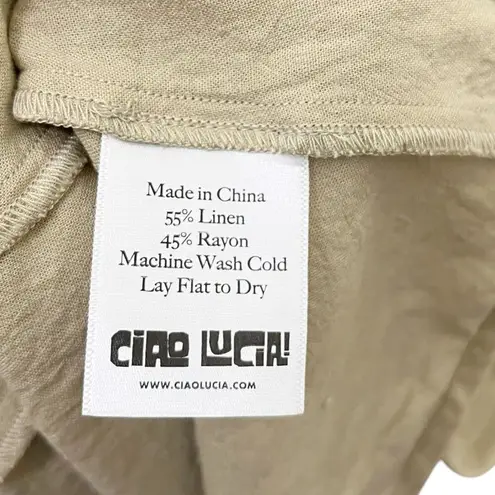 Made in China
55% Linen
45% Rayon
Machine Wash Cold
Lay Flat to Dry
CIAO LUCIA!
WWW.CIAOLUCIA.COM